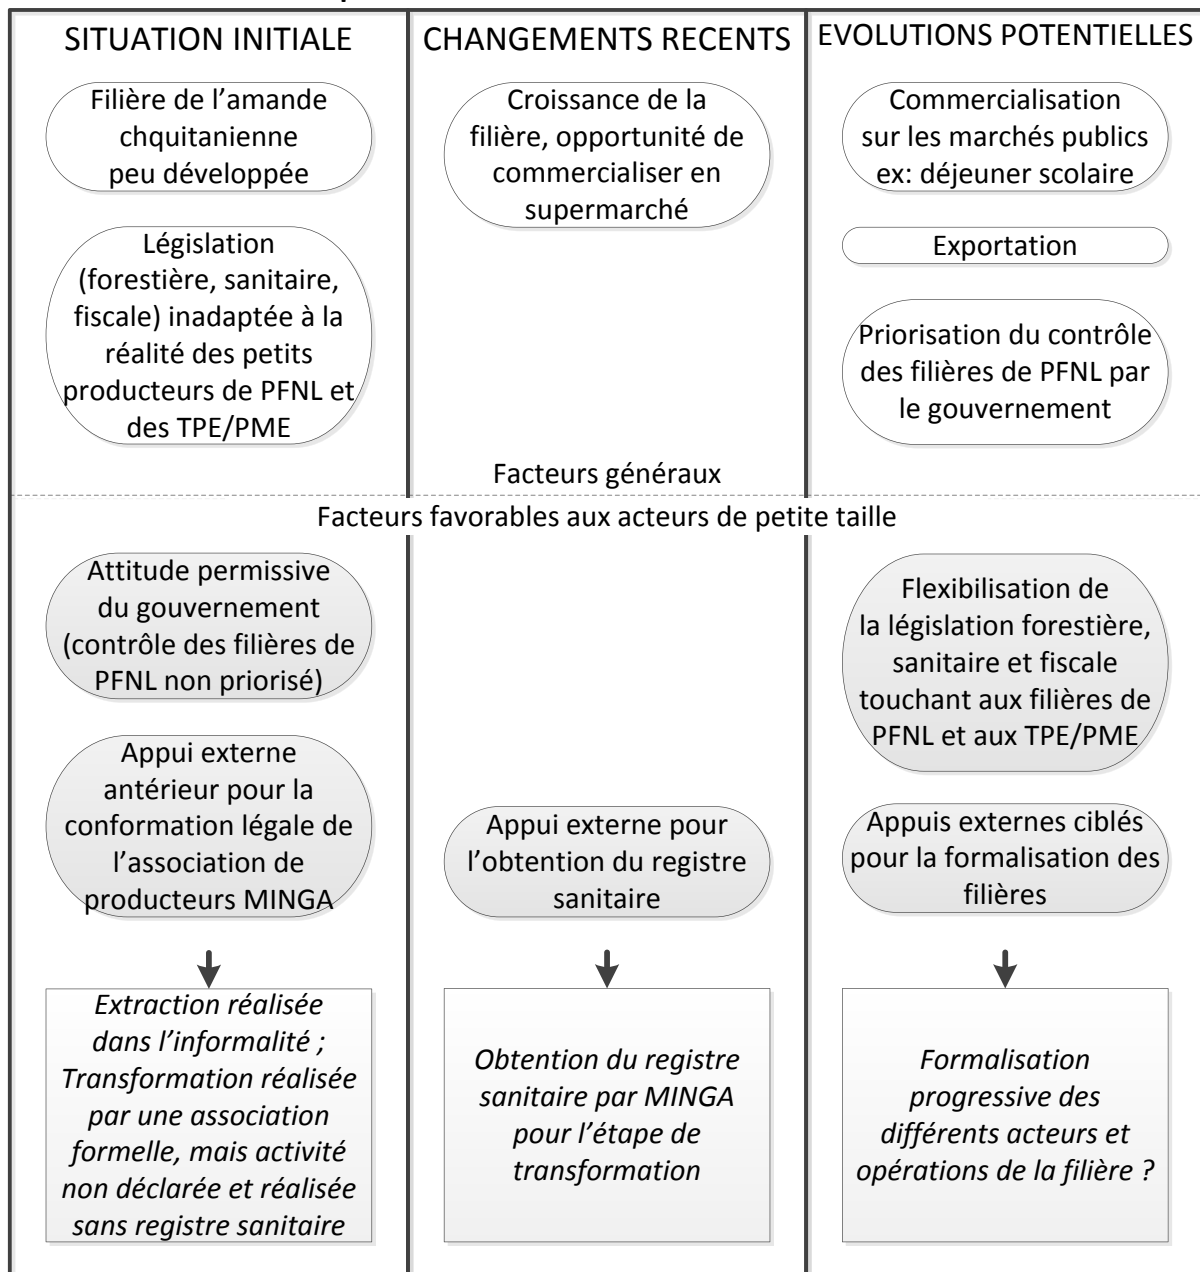 SITUATION INITIALE
Filière de l’amande
chquitanienne
peu développée
Législation
(forestière, sanitaire,
fiscale) inadaptée à la
réalité des petits
producteurs de PFNL et
des TPE/PME
CHANGEMENTS RECENTS
Croissance de la
filière, opportunité de
commercialiser en
supermarché
EVOLUTIONS POTENTIELLES
Commercialisation
sur les marchés publics
ex: déjeuner scolaire
Exportation
Priorisation du contrôle
des filières de PFNL par
le gouvernement
Facteurs généraux
Facteurs favorables aux acteurs de petite taille
Attitude permissive
du gouvernement
(contrôle des filières de
PFNL non priorisé)
Appui externe
antérieur pour la
conformation légale de
l’association de
producteurs MINGA
Extraction réalisée
dans l’informalité ;
Transformation réalisée
par une association
formelle, mais activité
non déclarée et réalisée
sans registre sanitaire
Appui externe pour
l’obtention du registre
sanitaire
Obtention du registre
sanitaire par MINGA
pour l’étape de
transformation
Flexibilisation de
la législation forestière,
sanitaire et fiscale
touchant aux filières de
PFNL et aux TPE/PME
Appuis externes ciblés
pour la formalisation des
filières
Formalisation
progressive des
différents acteurs et
opérations de la filière ?